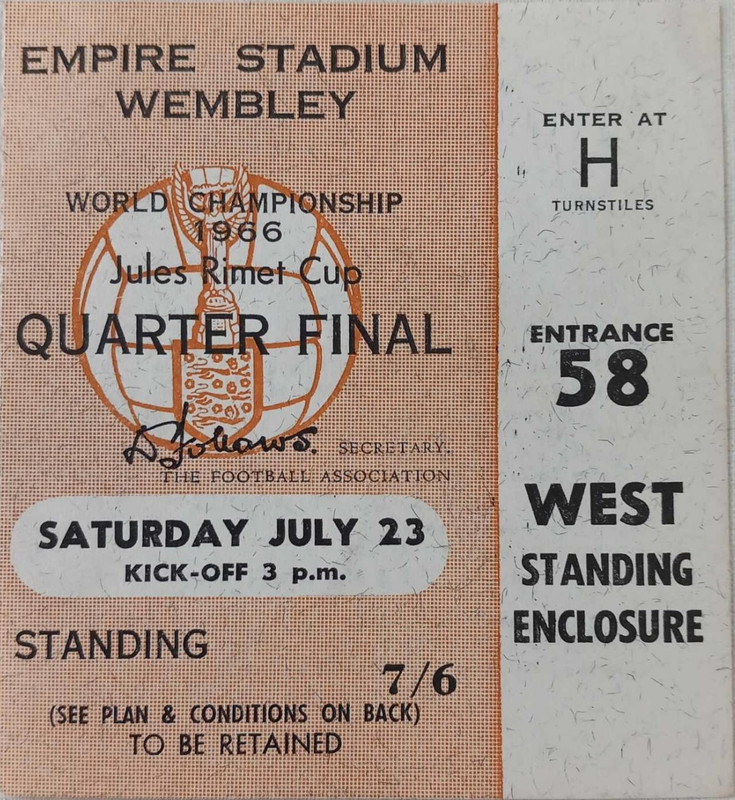 EMPIRE STADIUM
WEMBLEY
WORLD CHAMPIONSHIP
1966
Jules Rimet Cup
QUARTER FINAL
D Follows. SECRETARY.
THE FOOTBALL ASSOCIATION
SATURDAY JULY 23
KICK-OFF 3 p.m.
STANDING
7/6
(SEE PLAN & CONDITIONS ON BACK)
TO BE RETAINED
ENTER AT
H
TURNSTILES
ENTRANCE
58
WEST
STANDING
ENCLOSURE